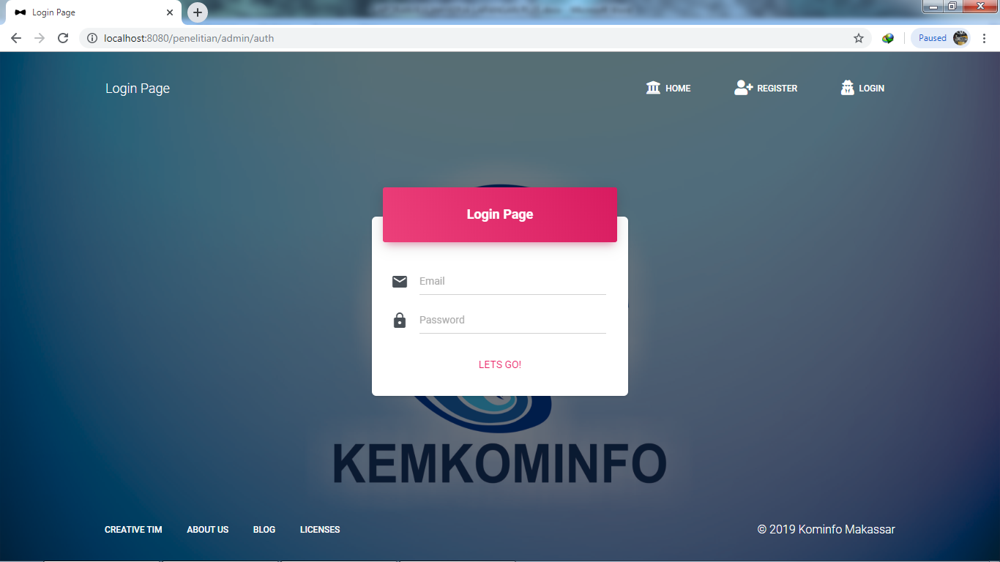 Login Page
localhost:8080/penelitian/admin/auth
Paused
Login Page
HOME
REGISTER
LOGIN
Login Page
Email
Password
LETS GO!
KEMKOMINFO
CREATIVE TIM
ABOUT US
BLOG
LICENSES
© 2019 Kominfo Makassar